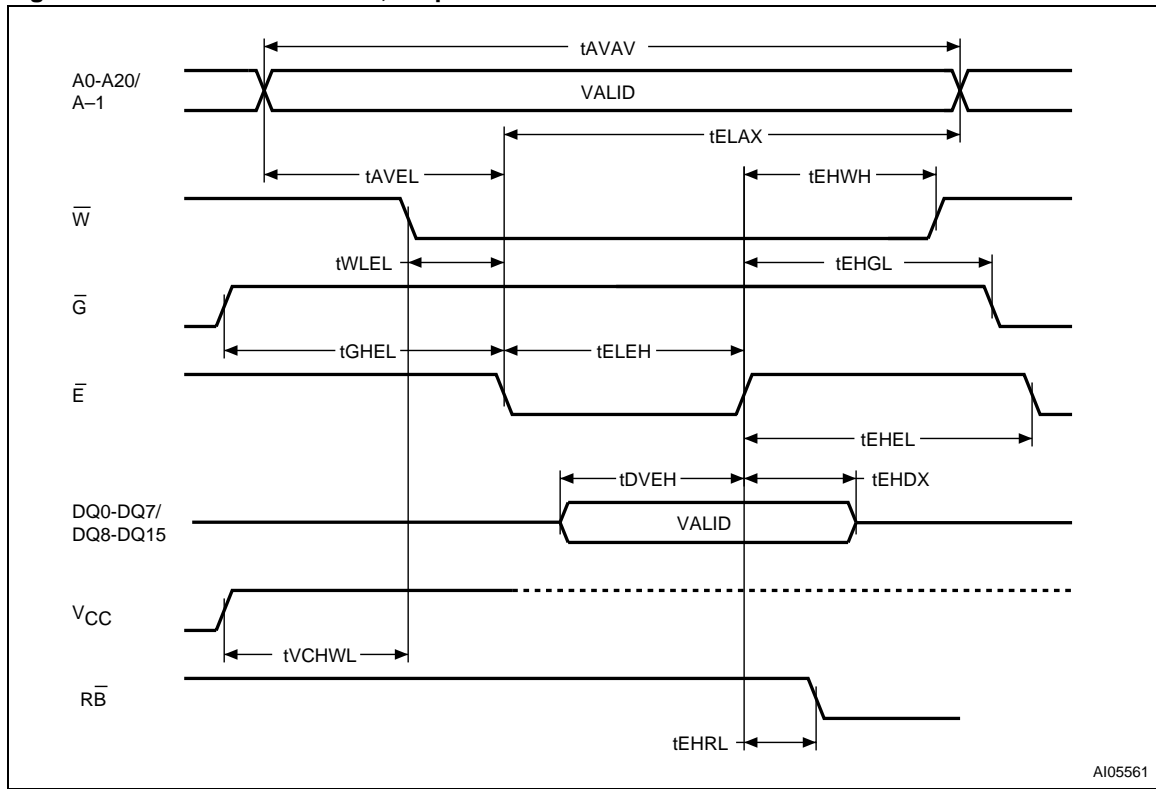 tAVAV
A0-A20/
A–1
VALID
tELAX
tAVEL
tEHWH
W̅
tWLEL
tEHGL
G̅
tGHEL
tELEH
E̅
tEHEL
tDVEH
tEHDX
DQ0-DQ7/
DQ8-DQ15
VALID
VCC
tVCHWL
RB̅
tEHRL
AI05561